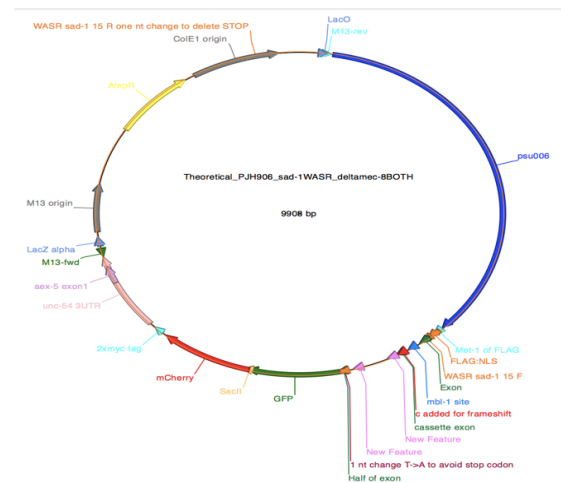 LacO
WASR sad-1 15 R one nt change to delete STOP
M13-rev
ColE1 origin
AmpR
psu006
Theoretical_PJH906_sad-1WASR_deltamec-8BOTH
9908 bp
M13 origin
LacZ alpha
M13-fwd
aex-5 exon1
unc-54 3UTR
2xmyc tag
Met-1 of FLAG
FLAG:NLS
WASR sad-1 15 F
Exon
mbl-1 site
mCherry
c added for frameshift
SacII
GFP
cassette exon
New Feature
New Feature
1 nt change T->A to avoid stop codon
Half of exon